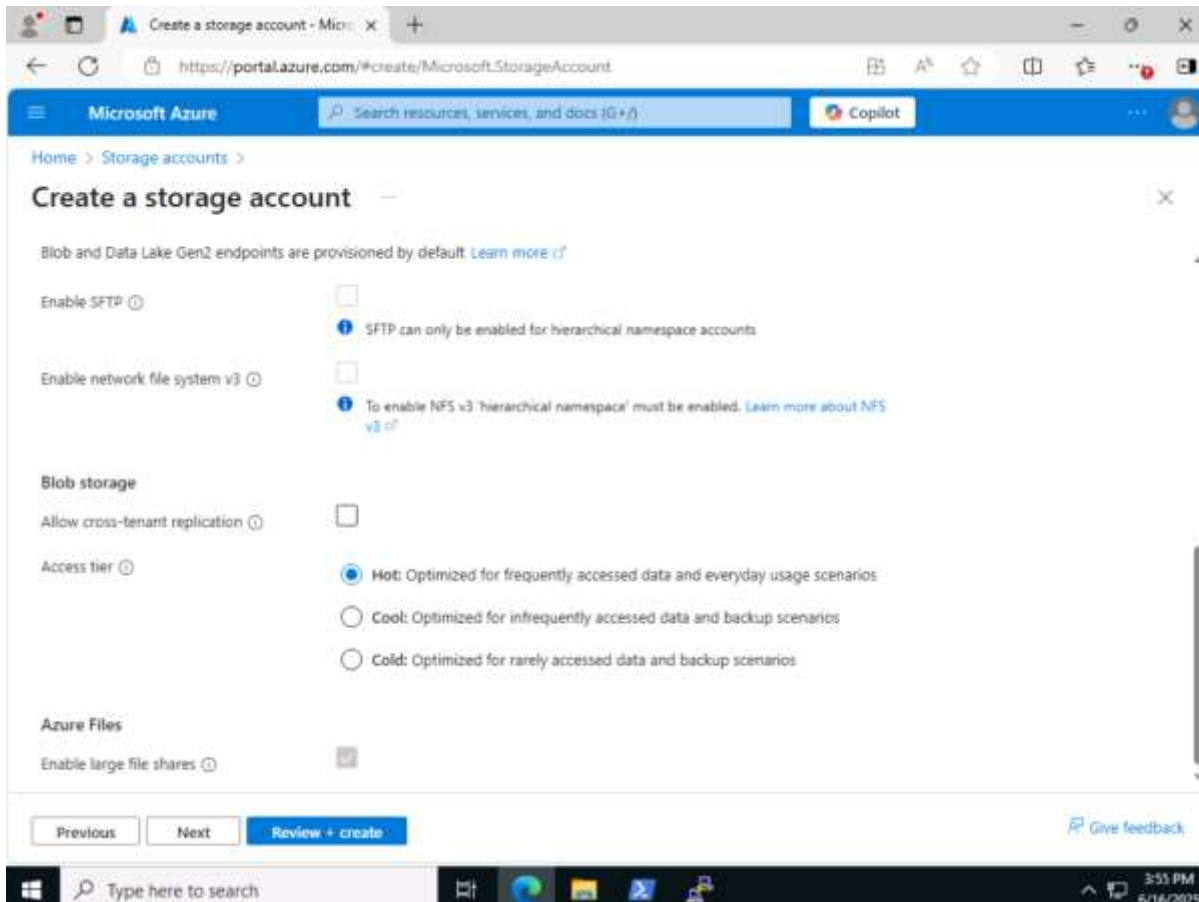 Create a storage account - Micr
https://portal.azure.com/#create/Microsoft.StorageAccount
Microsoft Azure
Search resources, services, and docs (G+/)
Copilot
Home > Storage accounts >
Create a storage account
Blob and Data Lake Gen2 endpoints are provisioned by default Learn more
Enable SFTP
SFTP can only be enabled for hierarchical namespace accounts
Enable network file system v3
To enable NFS v3 'hierarchical namespace' must be enabled. Learn more about NFS
v3
Blob storage
Allow cross-tenant replication
Access tier
Hot: Optimized for frequently accessed data and everyday usage scenarios
Cool: Optimized for infrequently accessed data and backup scenarios
Cold: Optimized for rarely accessed data and backup scenarios
Azure Files
Enable large file shares
Previous
Next
Review + create
Give feedback
Type here to search
3:55 PM
6/16/2025